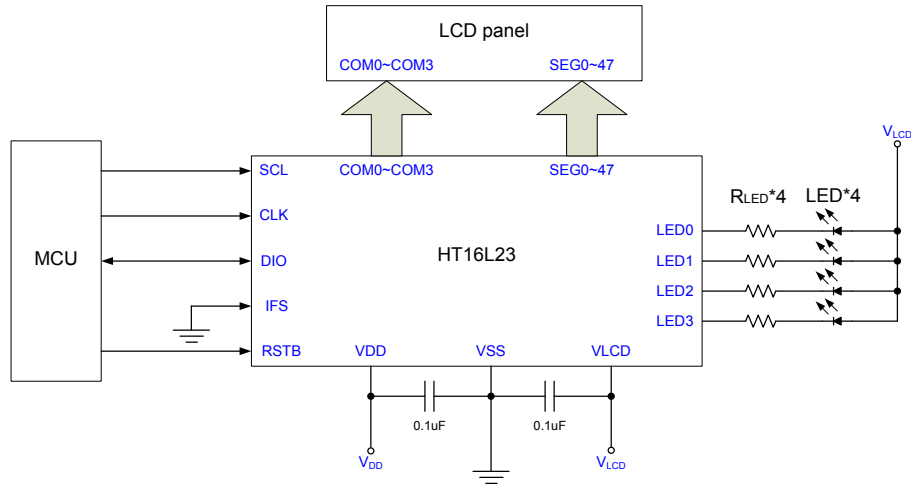 LCD panel
COM0~COM3 SEG0~47
VLCD
SCL COM0~COM3 SEG0~47
RLED*4 LED*4
CLK
LED0
MCU DIO HT16L23 LED1
LED2
IFS
LED3
RSTB VDD VSS VLCD
0.1uF 0.1uF
VDD VLCD